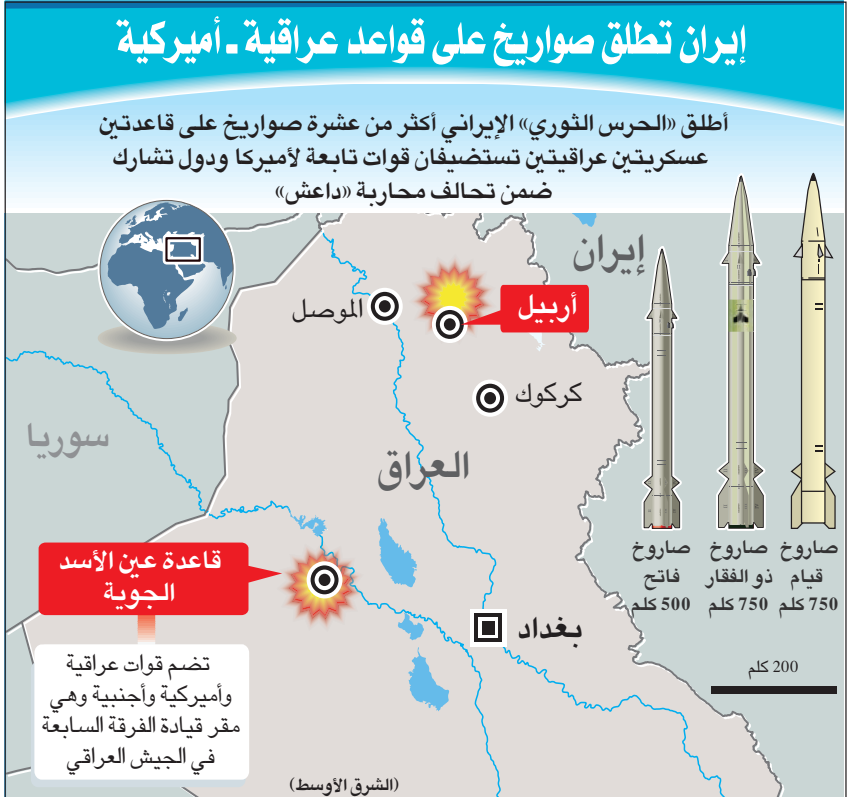 إيران تطلق صواريخ على قواعد عراقية ـ أميركية
أطلق «الحرس الثوري» الإيراني أكثر من عشرة صواريخ على قاعدتين
عسكريتين عراقيتين تستضيفان قوات تابعة لأميركا ودول تشارك
ضمن تحالف محاربة «داعش»
إيران
أربيل
الموصل
كركوك
سوريا
العراق
صاروخ
قيام
750 كلم
صاروخ
ذو الفقار
750 كلم
صاروخ
فاتح
500 كلم
قاعدة عين الأسد
الجوية
بغداد
200 كلم
تضم قوات عراقية
وأميركية وأجنبية وهي
مقر قيادة الفرقة السابعة
في الجيش العراقي
(الشرق الأوسط)